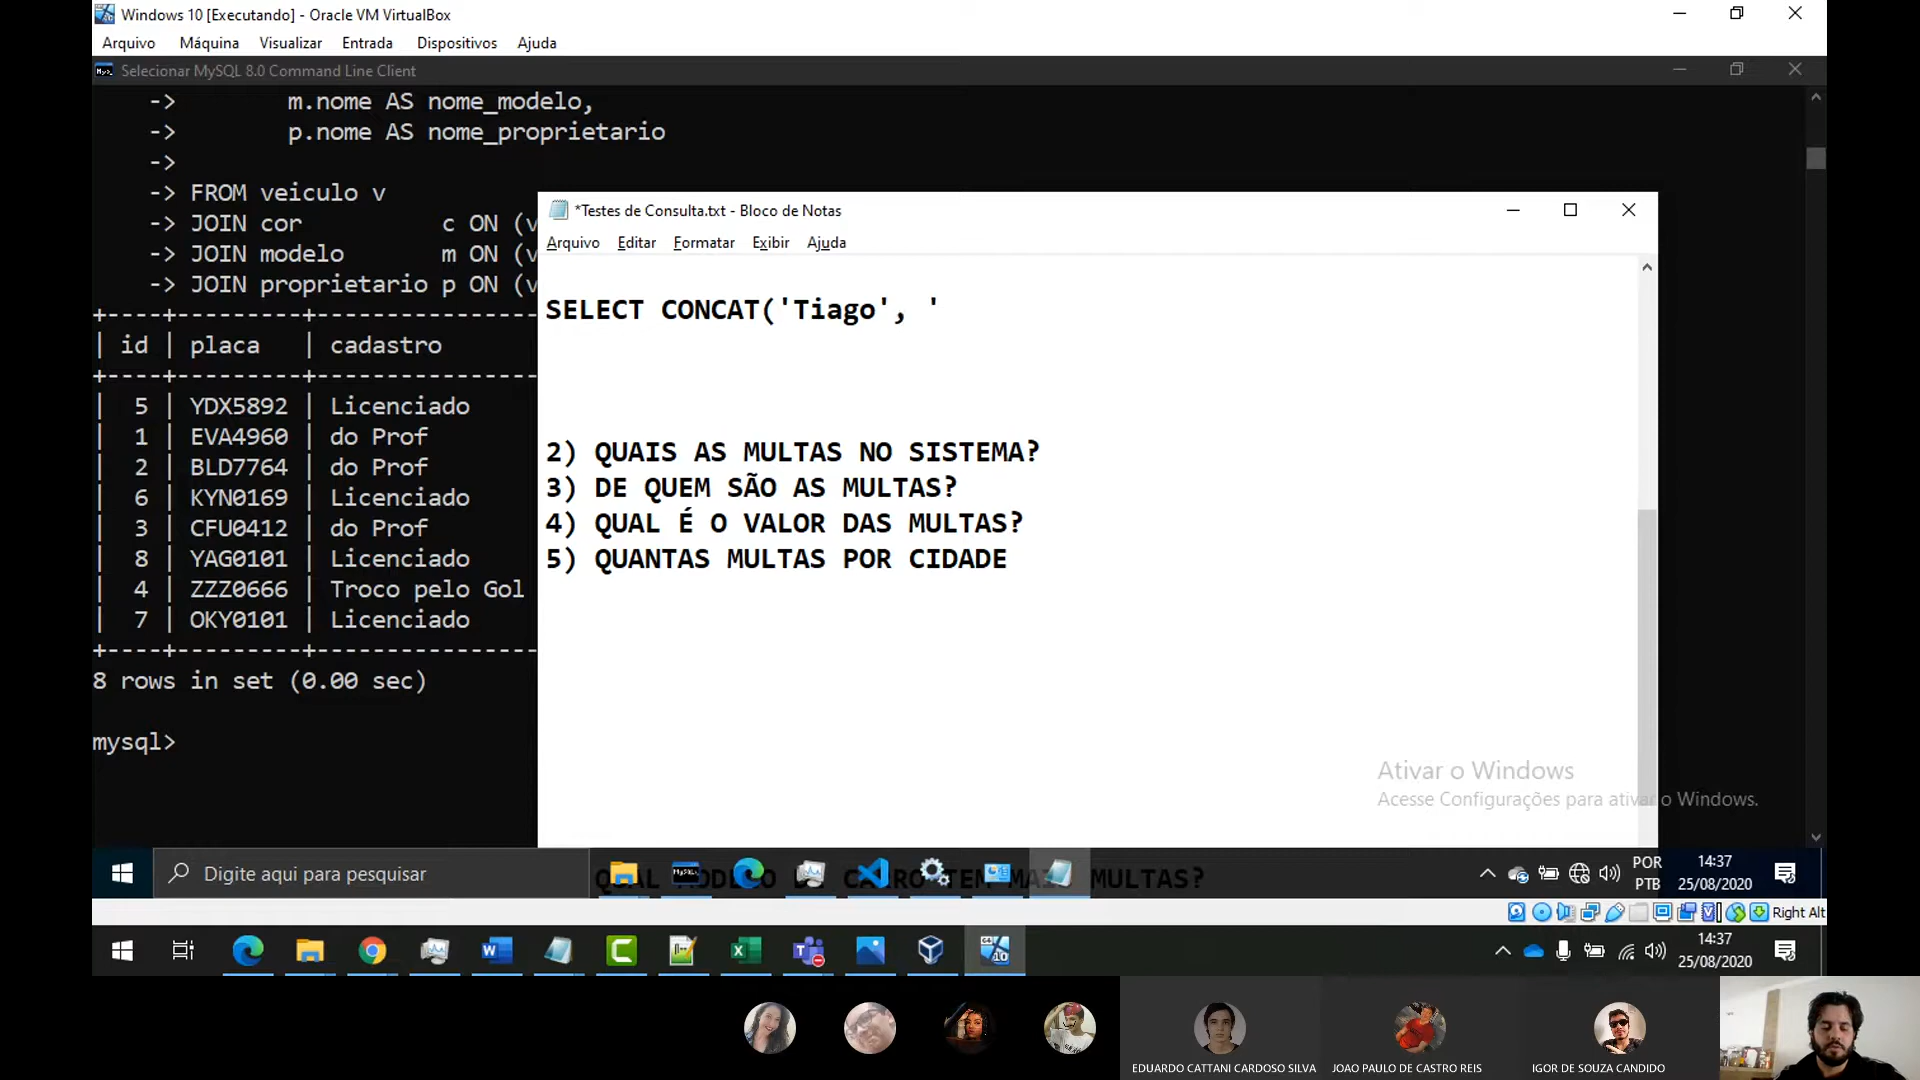 Windows 10 [Executando] - Oracle VM VirtualBox
Arquivo Máquina Visualizar Entrada Dispositivos Ajuda
Selecionar MySQL 8.0 Command Line Client
-> m.nome AS nome_modelo,
-> p.nome AS nome_proprietario
->
-> FROM veiculo v
-> JOIN cor c ON (v
-> JOIN modelo m ON (v
-> JOIN proprietario p ON (v
+----+---------+----------------
| id | placa | cadastro
+----+---------+----------------
| 5 | YDX5892 | Licenciado
| 1 | EVA4960 | do Prof
| 2 | BLD7764 | do Prof
| 6 | KYN0169 | Licenciado
| 3 | CFU0412 | do Prof
| 8 | YAG0101 | Licenciado
| 4 | ZZZ0666 | Troco pelo Gol
| 7 | OKY0101 | Licenciado
+----+---------+----------------
8 rows in set (0.00 sec)
mysql>
*Testes de Consulta.txt - Bloco de Notas
Arquivo Editar Formatar Exibir Ajuda
SELECT CONCAT('Tiago', '
2) QUAIS AS MULTAS NO SISTEMA?
3) DE QUEM SÃO AS MULTAS?
4) QUAL É O VALOR DAS MULTAS?
5) QUANTAS MULTAS POR CIDADE
Ativar o Windows
Acesse Configurações para ativar o Windows.
Digite aqui para pesquisar
QUAL MODELO DE CARRO TEM MAIS MULTAS?
POR
PTB
14:37
25/08/2020
Right Alt
14:37
25/08/2020
EDUARDO CATTANI CARDOSO SILVA
JOAO PAULO DE CASTRO REIS
IGOR DE SOUZA CANDIDO